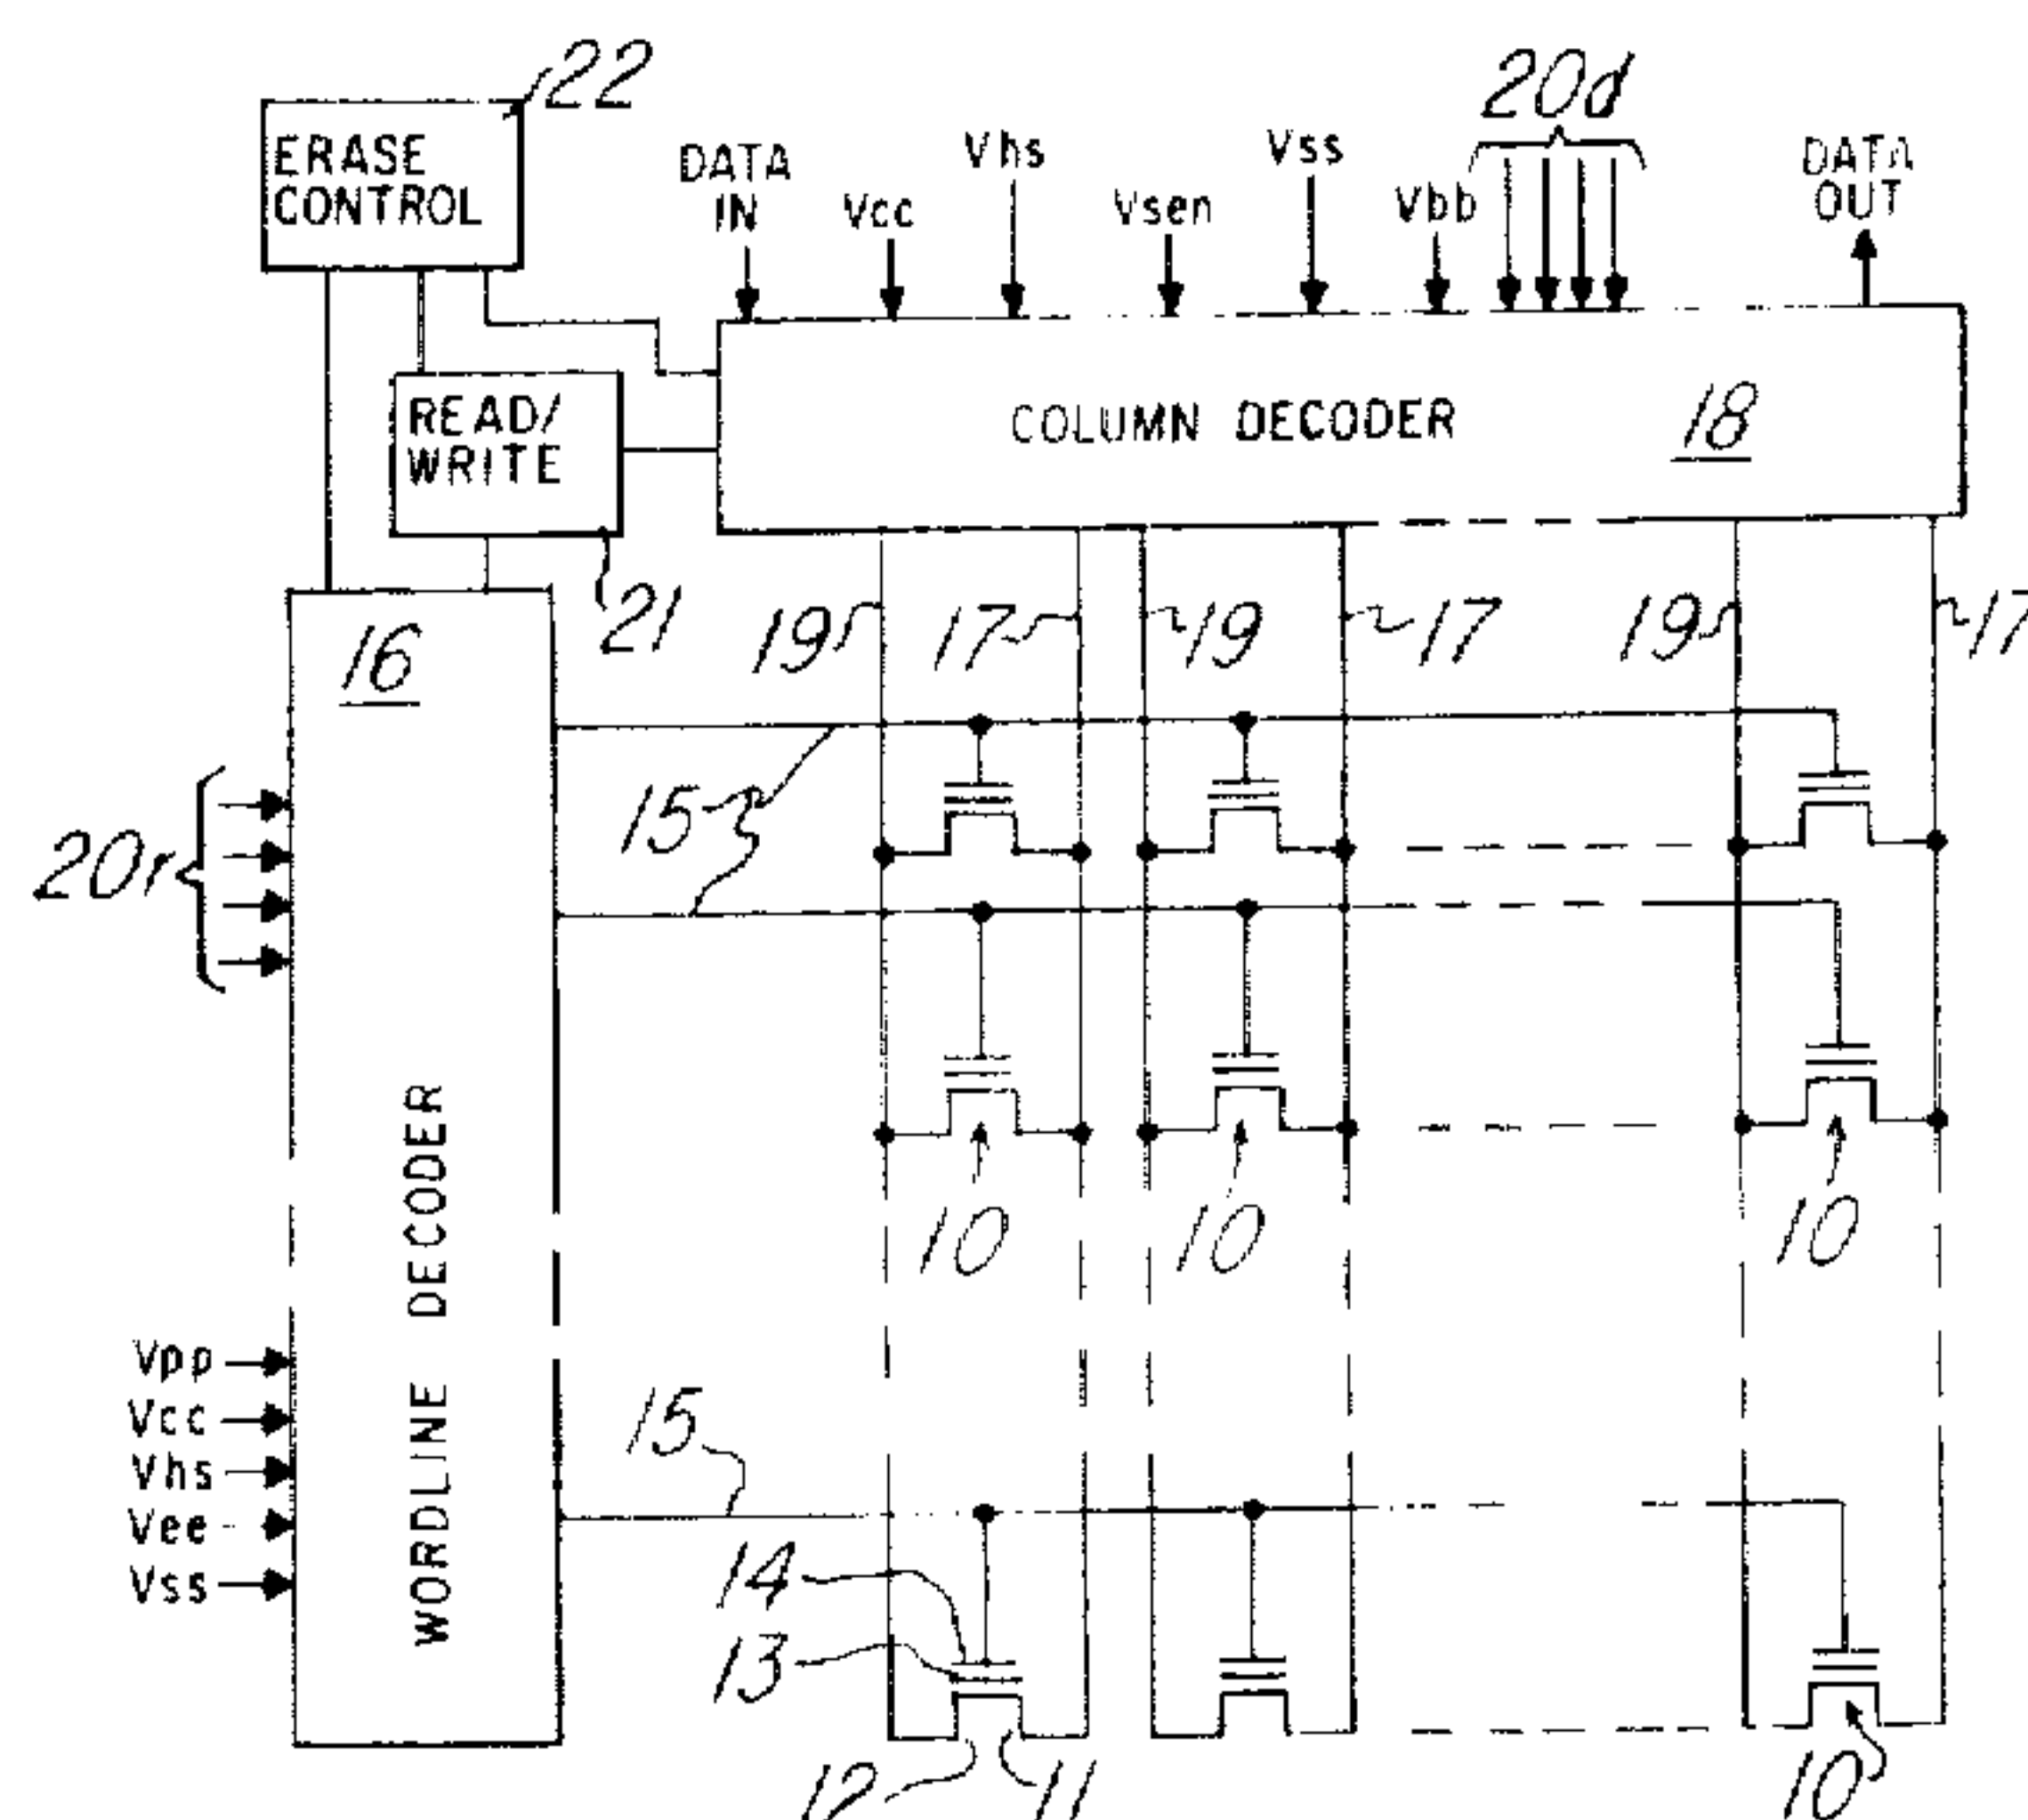 22
20d
ERASE
CONTROL
DATA
IN
Vcc
Vhs
Vsen
Vss
Vbb
DATA
OUT
READ/
WRITE
COLUMN DECODER
18
21
16
19
17
19
17
19
17
15
20r
10
10
10
WORDLINE DECODER
Vpp
Vcc
Vhs
Vee
Vss
15
14
13
12
11
10